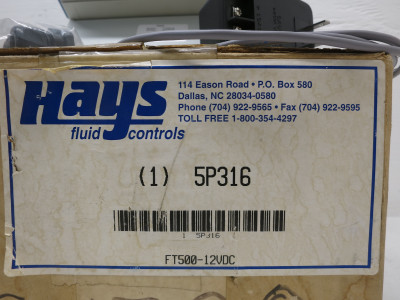 Hays
fluid controls
114 Eason Road • P.O. Box 580
Dallas, NC 28034-0580
Phone (704) 922-9565 • Fax (704) 922-9595
TOLL FREE 1-800-354-4297
(1) 5P316
1 5P316
FT500-12VDC